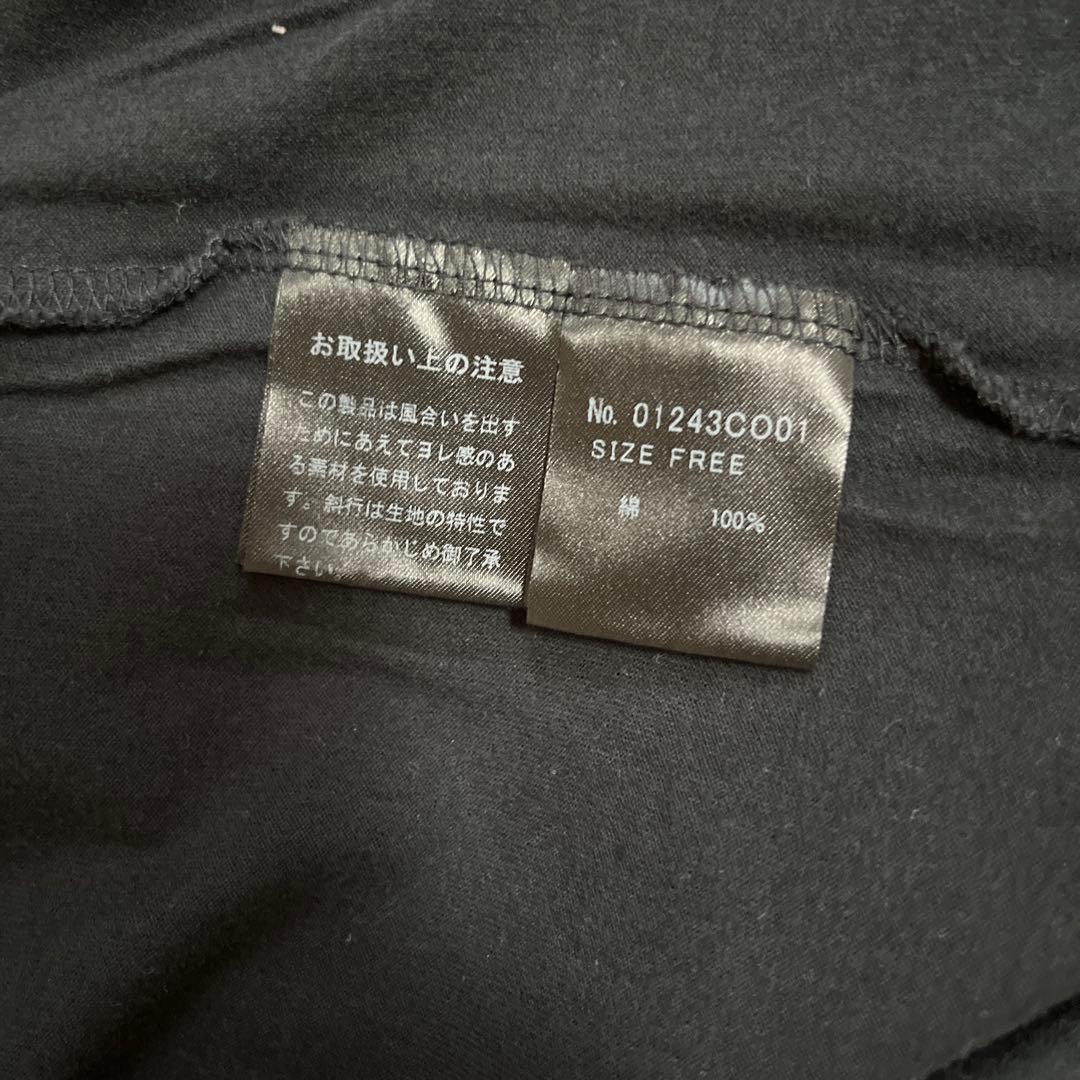 お取扱い上の注意
この製品は風合いを出す
ためにあえてヨレ感のあ
る素材を使用しておりま
す。斜行は生地の特性で
すのであらかじめ御了承
下さい。
No. 01243CO01
SIZE FREE
綿 100%